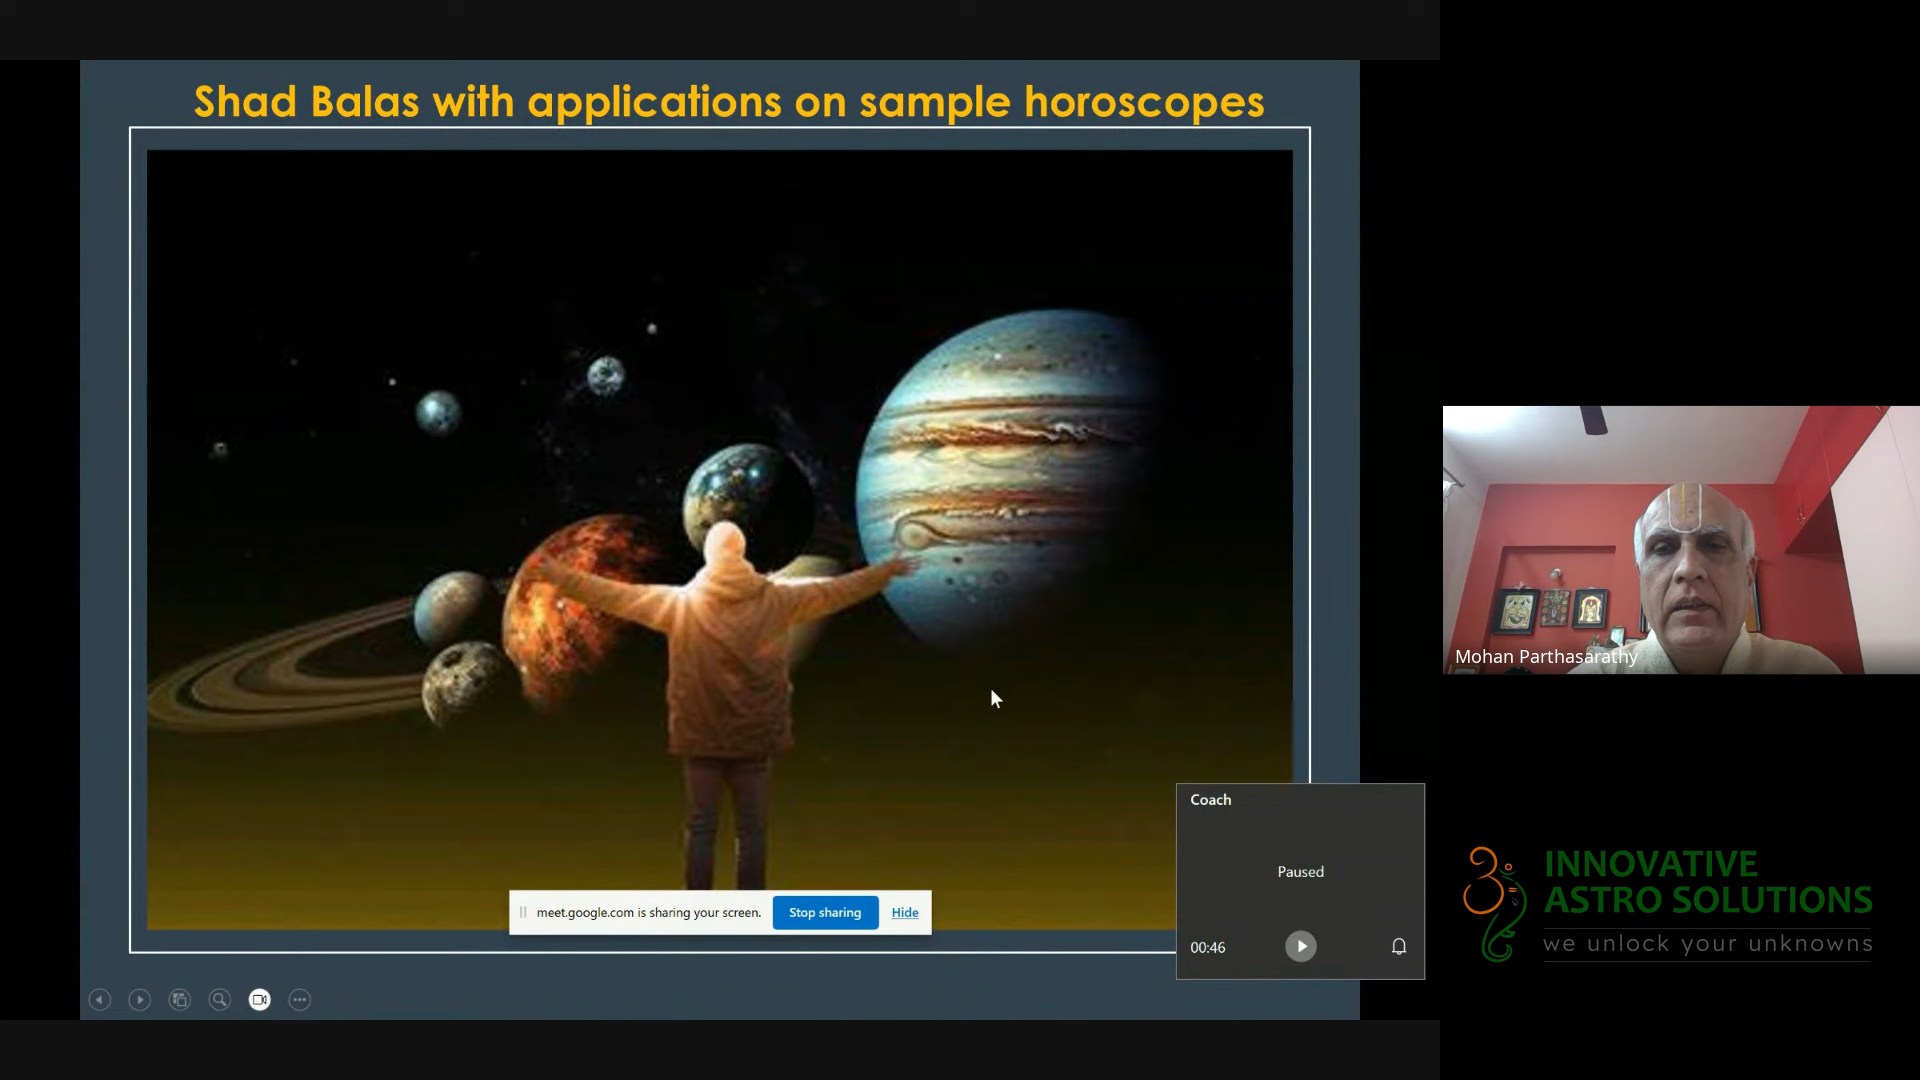 Shad Balas with applications on sample horoscopes
Mohan Parthasarathy
Coach
Paused
00:46
meet.google.com is sharing your screen.
Stop sharing
Hide
INNOVATIVE
ASTRO SOLUTIONS
we unlock your unknowns